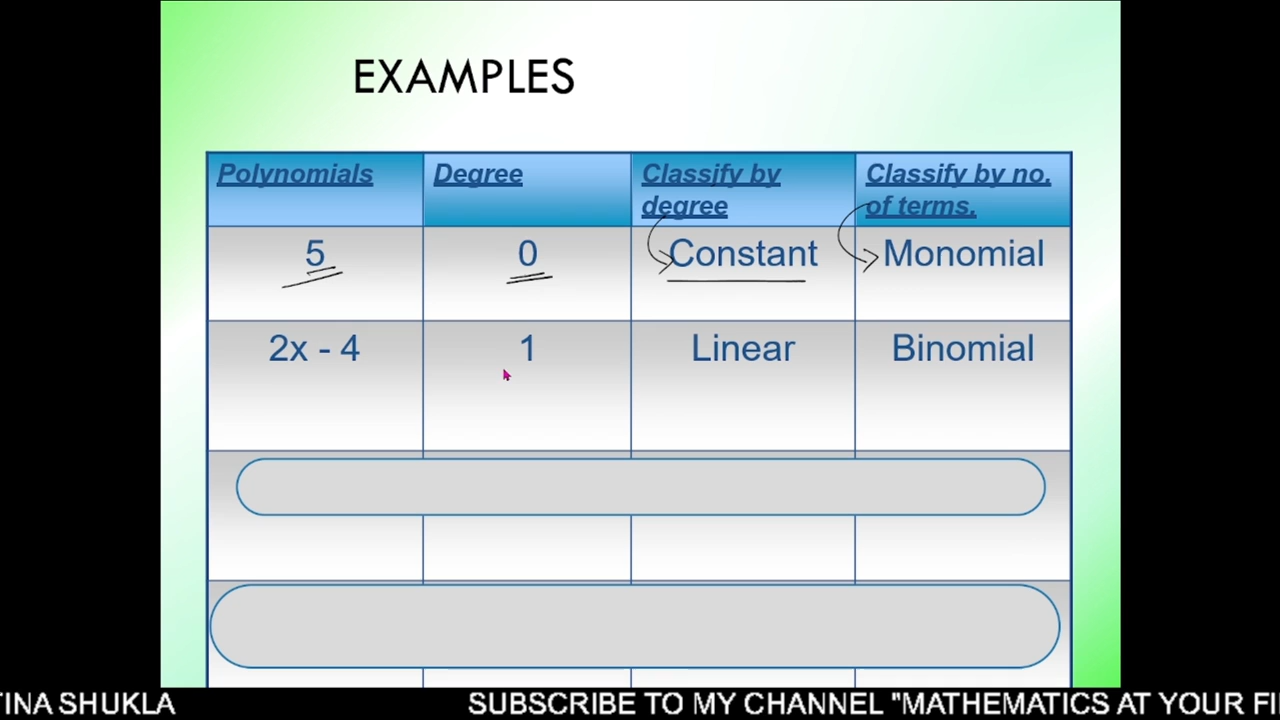 EXAMPLES
Polynomials Degree Classify by degree Classify by no. of terms.
5 0 Constant Monomial
2x - 4 1 Linear Binomial
TINA SHUKLA SUBSCRIBE TO MY CHANNEL "MATHEMATICS AT YOUR